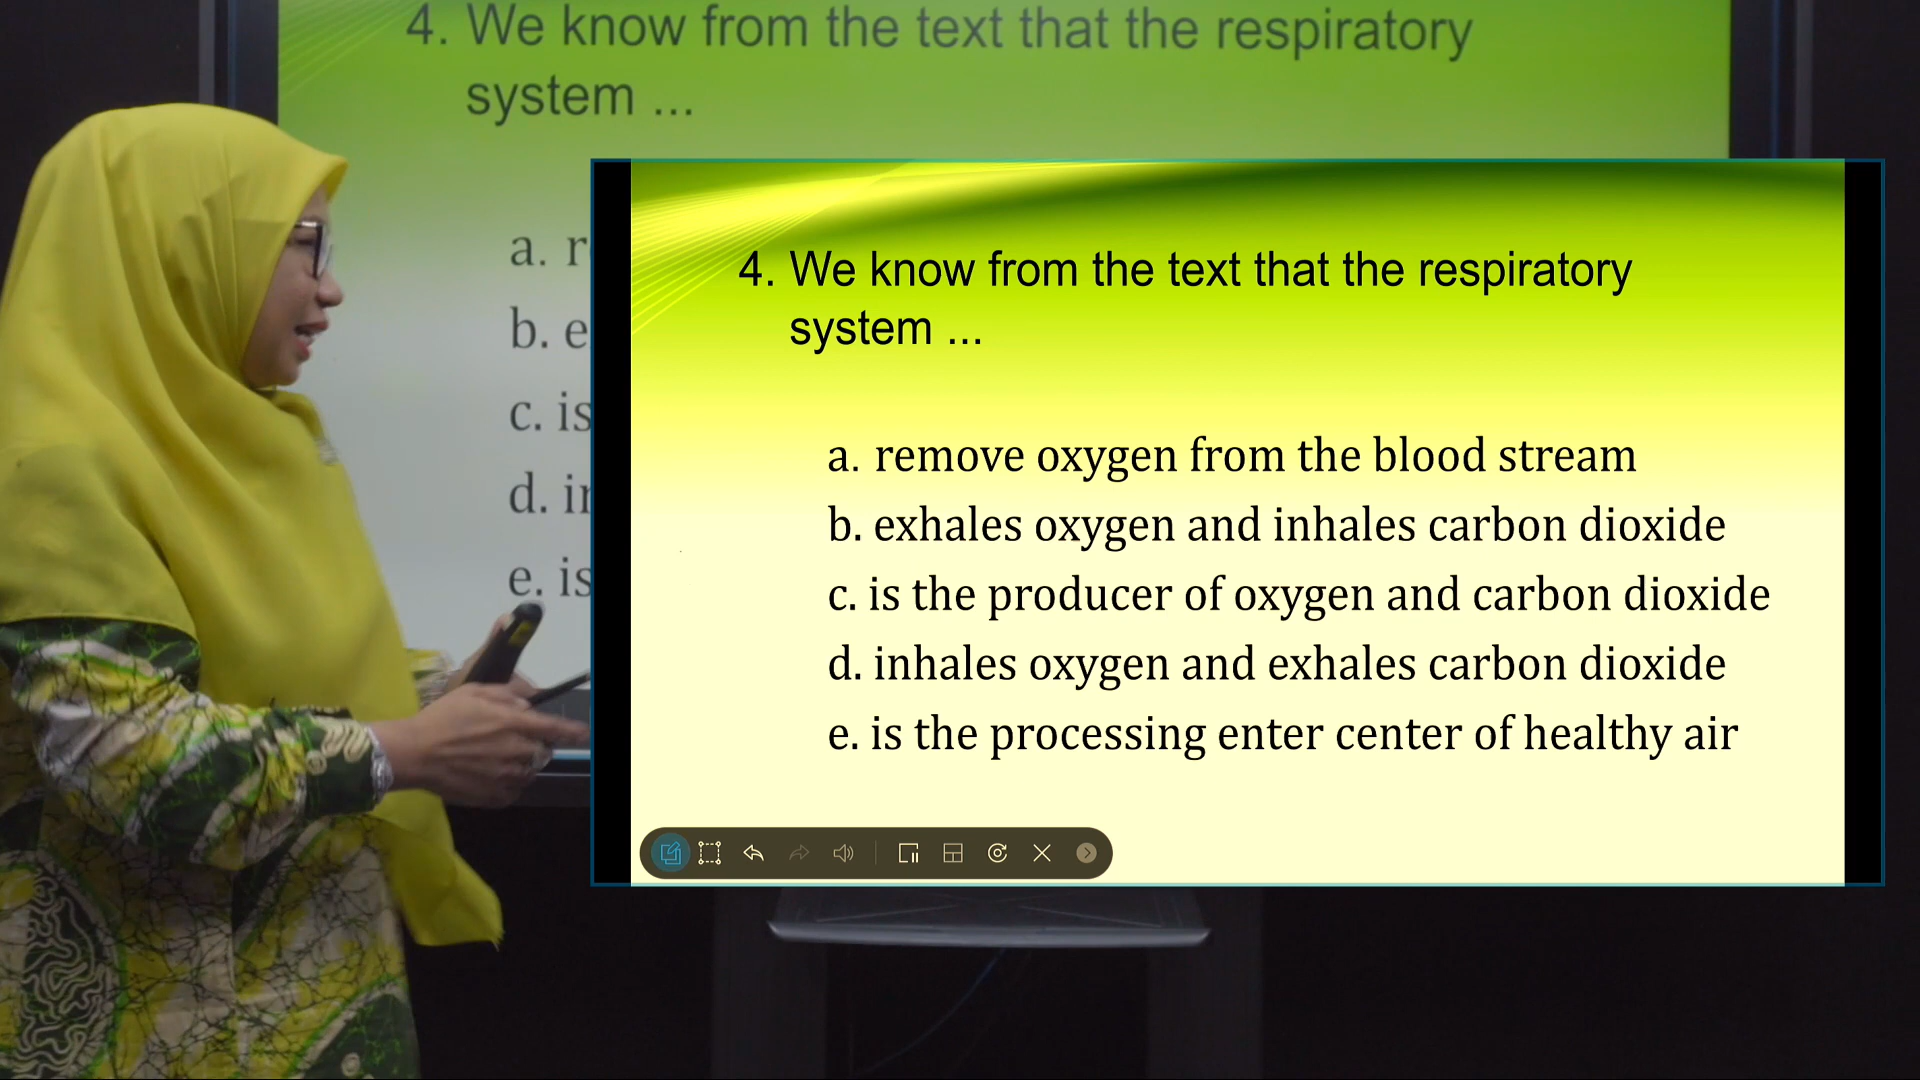 4. We know from the text that the respiratory
system ...
a. r
b. e
c. is
d. in
e. is
4. We know from the text that the respiratory
system ...
a. remove oxygen from the blood stream
b. exhales oxygen and inhales carbon dioxide
c. is the producer of oxygen and carbon dioxide
d. inhales oxygen and exhales carbon dioxide
e. is the processing enter center of healthy air